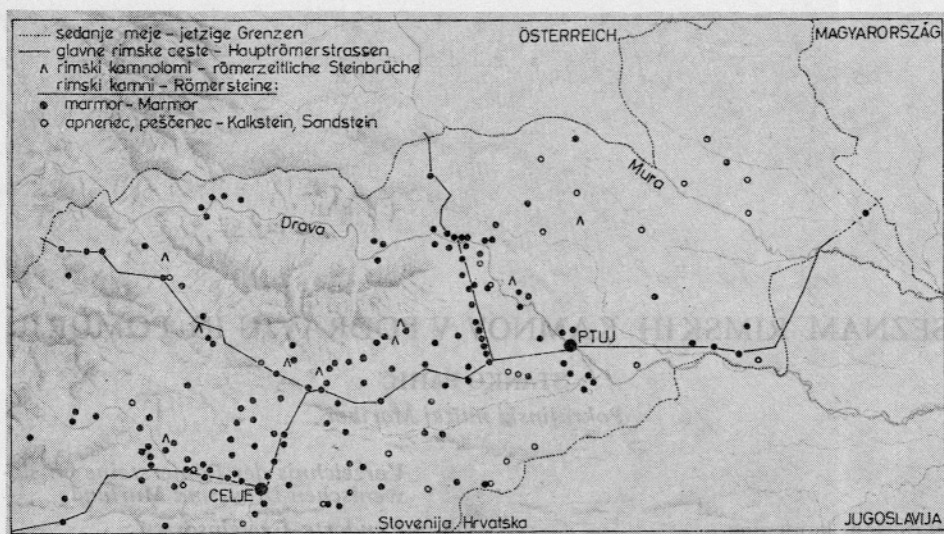 sedanje meje - jetzige Grenzen
glavne rimske ceste - Hauptrömerstrassen
rimski kamnolomi - römerzeitliche Steinbrüche
rimski kamni - Römersteine:
marmor - Marmor
apnenec, peščenec - Kalkstein, Sandstein
ÖSTERREICH
MAGYARORSZÁG
Mura
Drava
PTUJ
CELJE
Slovenija
Hrvatska
JUGOSLAVIJA